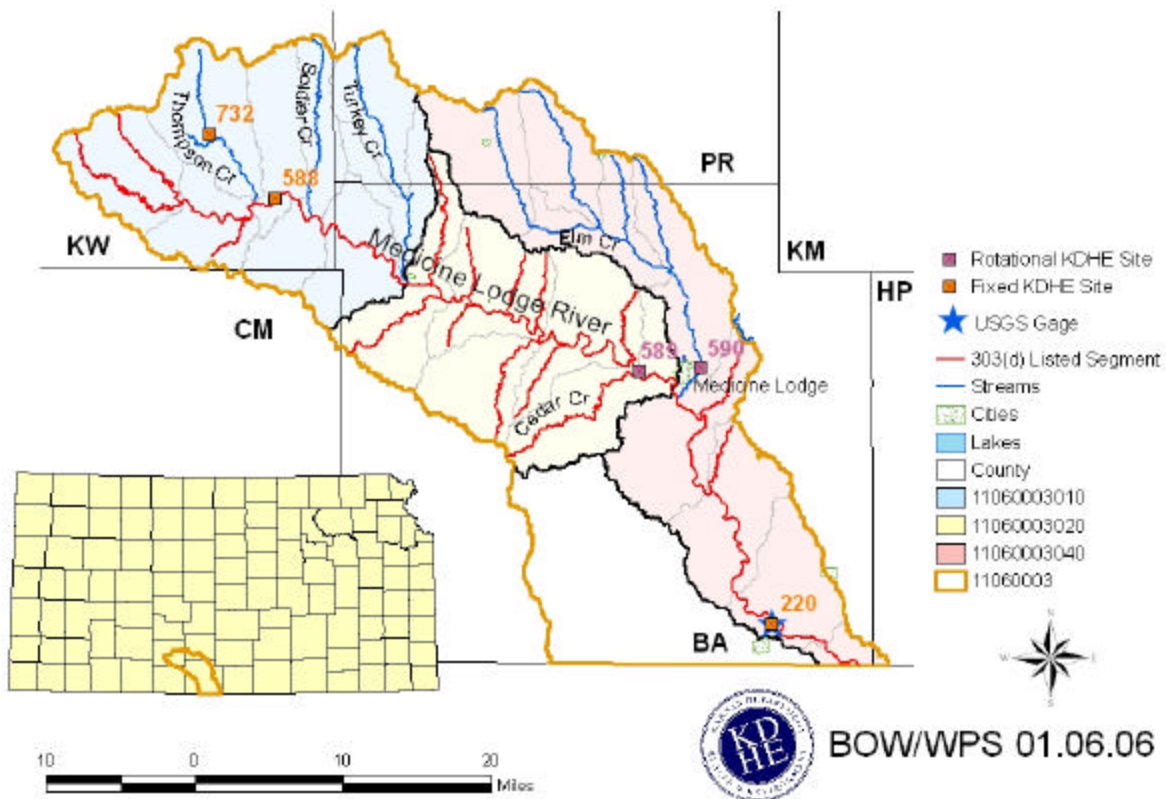 732
Thompson Cr
Soldier Cr
Turkey Cr
588
PR
KW
Elm Cr
KM
HP
CM
Medicine Lodge River
589
590
Medicine Lodge
Cedar Cr
220
BA
Rotational KDHE Site
Fixed KDHE Site
USGS Gage
303(d) Listed Segment
Streams
Cities
Lakes
County
11060003010
11060003020
11060003040
11060003
N
W
E
S
KDHE
BOW/WPS 01.06.06
10 0 10 20
Miles